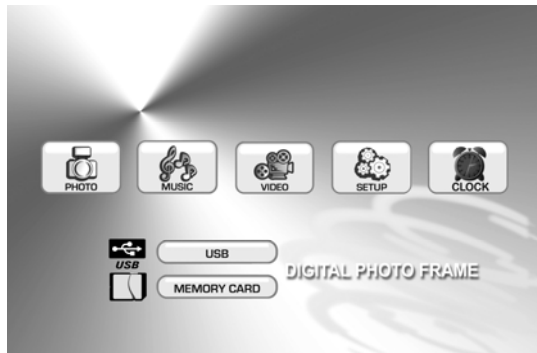 PHOTO
MUSIC
VIDEO
SETUP
CLOCK
USB
USB
DIGITAL PHOTO FRAME
MEMORY CARD